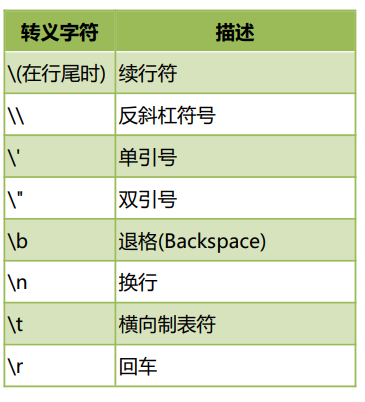 转义字符 描述
\(在行尾时) 续行符
\\ 反斜杠符号
\' 单引号
\" 双引号
\b 退格(Backspace)
\n 换行
\t 横向制表符
\r 回车